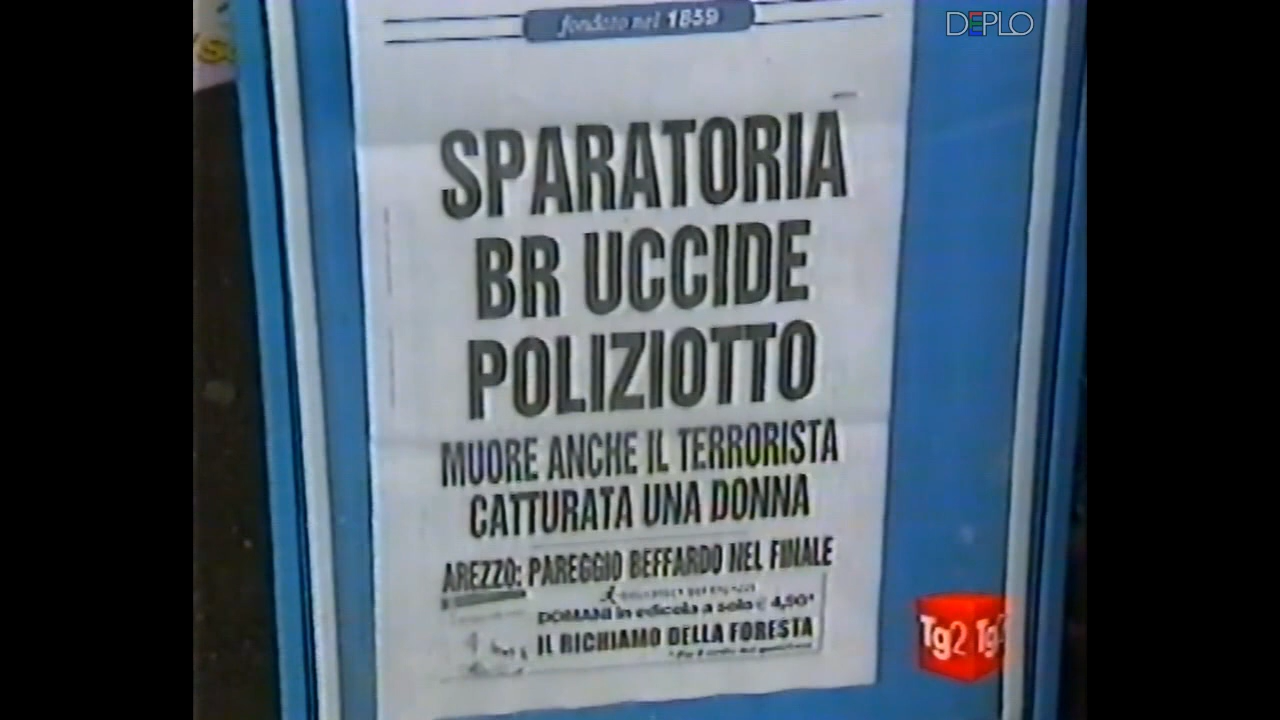 DEPLO
fondato nel 1859
SPARATORIA
BR UCCIDE
POLIZIOTTO
MUORE ANCHE IL TERRORISTA
CATTURATA UNA DONNA
AREZZO: PAREGGIO BEFFARDO NEL FINALE
DOMANI in edicola a solo € 4,90*
IL RICHIAMO DELLA FORESTA
Tg2 Tg2